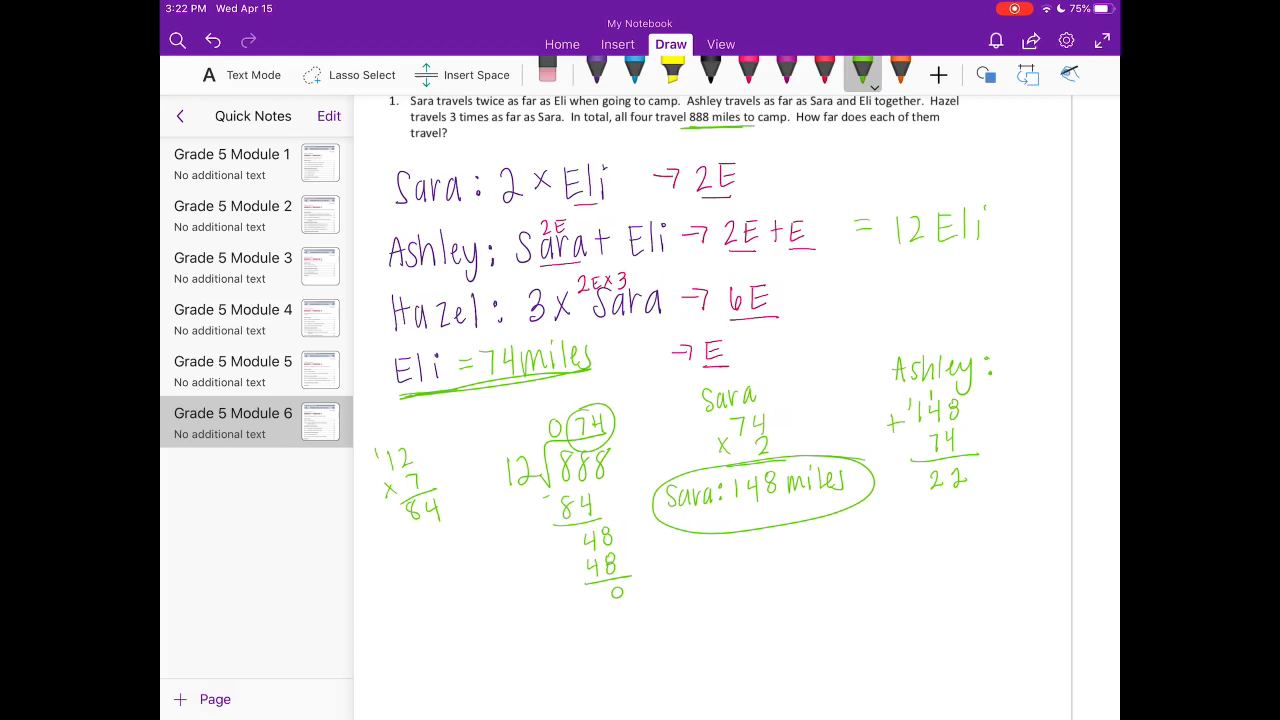 3:22 PM Wed Apr 15
75%
My Notebook
Home Insert Draw View
Text Mode Lasso Select Insert Space
Quick Notes Edit
Grade 5 Module 1
No additional text
Grade 5 Module 2
No additional text
Grade 5 Module 3
No additional text
Grade 5 Module 4
No additional text
Grade 5 Module 5
No additional text
Grade 5 Module 6
No additional text
Page
1. Sara travels twice as far as Eli when going to camp. Ashley travels as far as Sara and Eli together. Hazel
travels 3 times as far as Sara. In total, all four travel 888 miles to camp. How far does each of them
travel?
Sara: 2 × Eli → 2E
2E
Ashley: Sara + Eli → 2E + E = 12 Eli
2E×3
Hazel: 3 × Sara → 6E
Eli = 74 miles → E
1
12
× 7
84
074
12√888
- 84
48
48
0
Sara
74
× 2
Sara: 148 miles
Ashley:
1 1
148
+ 74
22